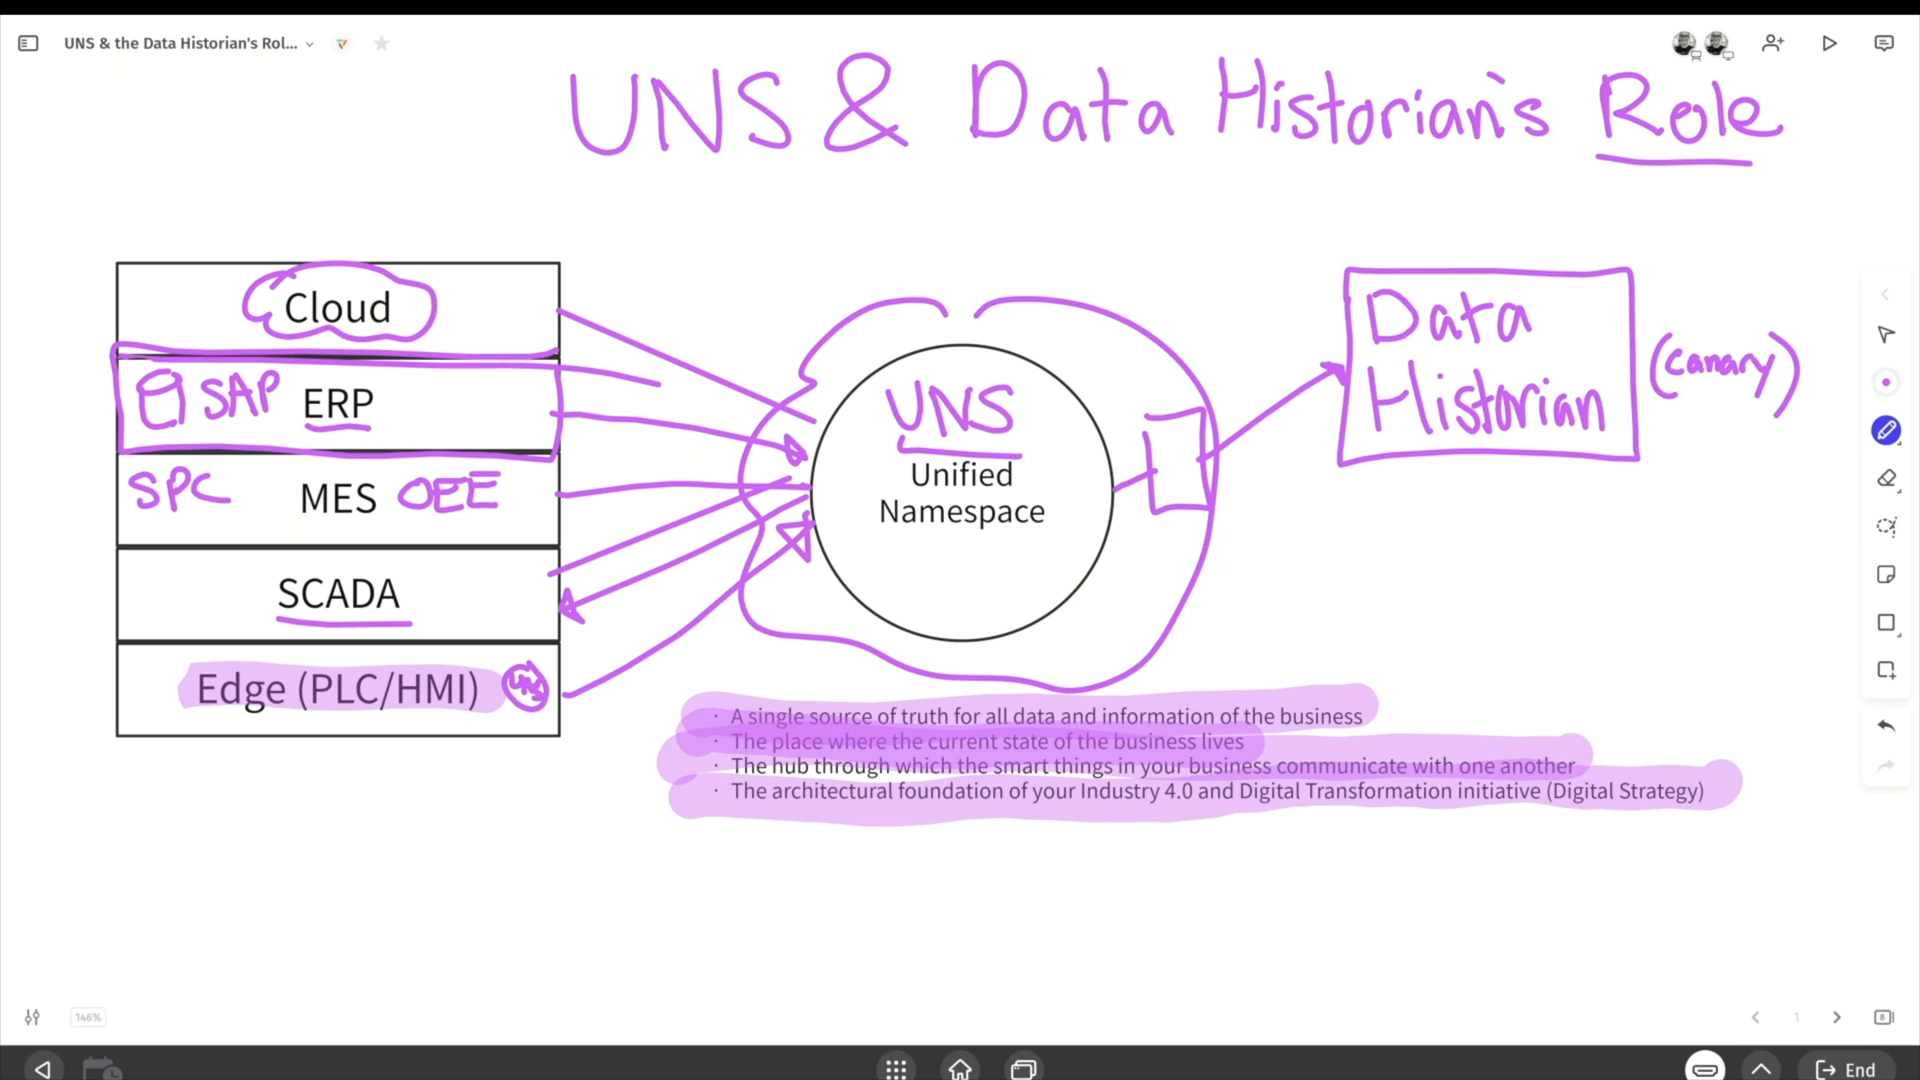 UNS & the Data Historian's Rol...
UNS & Data Historian's Role
Cloud
SAP ERP
SPC MES OEE
SCADA
Edge (PLC/HMI)
UNS
Unified
Namespace
Data
Historian
(Canary)
· A single source of truth for all data and information of the business
· The place where the current state of the business lives
· The hub through which the smart things in your business communicate with one another
· The architectural foundation of your Industry 4.0 and Digital Transformation initiative (Digital Strategy)
146%
1
8
End